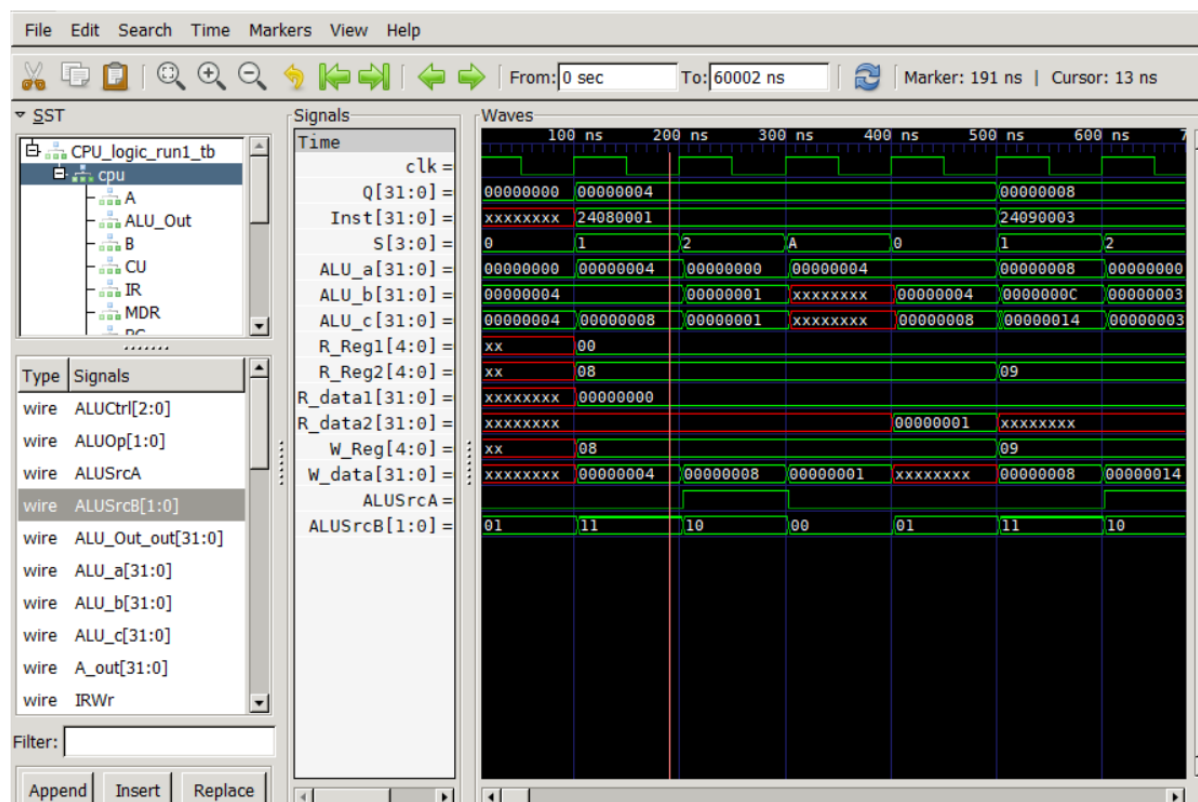 File Edit Search Time Markers View Help
From: 0 sec To: 60002 ns Marker: 191 ns | Cursor: 13 ns
SST
CPU_logic_run1_tb
cpu
A
ALU_Out
B
CU
IR
MDR
Type Signals
wire ALUCtrl[2:0]
wire ALUOp[1:0]
wire ALUSrcA
wire ALUSrcB[1:0]
wire ALU_Out_out[31:0]
wire ALU_a[31:0]
wire ALU_b[31:0]
wire ALU_c[31:0]
wire A_out[31:0]
wire IRWr
Filter:
Append Insert Replace
Signals
Time
clk =
Q[31:0] =
Inst[31:0] =
S[3:0] =
ALU_a[31:0] =
ALU_b[31:0] =
ALU_c[31:0] =
R_Reg1[4:0] =
R_Reg2[4:0] =
R_data1[31:0] =
R_data2[31:0] =
W_Reg[4:0] =
W_data[31:0] =
ALUSrcA =
ALUSrcB[1:0] =
Waves
100 ns 200 ns 300 ns 400 ns 500 ns 600 ns 7
00000000 00000004 00000008
xxxxxxxx 24080001 24090003
0 1 2 A 0 1 2
00000000 00000004 00000000 00000004 00000008 00000000
00000004 00000001 xxxxxxxx 00000004 0000000C 00000003
00000004 00000008 00000001 xxxxxxxx 00000008 00000014 00000003
xx 00
xx 08 09
xxxxxxxx 00000000
xxxxxxxx 00000001 xxxxxxxx
xx 08 09
xxxxxxxx 00000004 00000008 00000001 xxxxxxxx 00000008 00000014
01 11 10 00 01 11 10